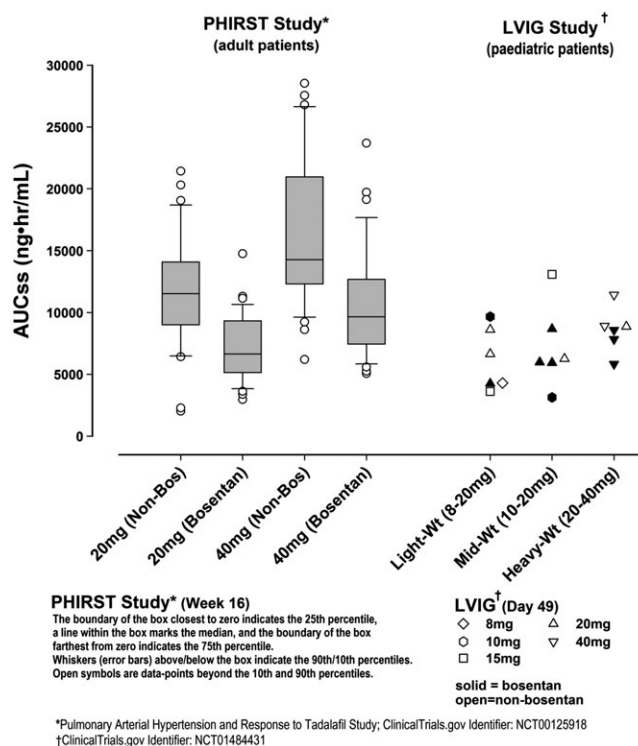 PHIRST Study*
(adult patients)
LVIG Study †
(paediatric patients)
AUCss (ng•hr/mL)
30000
25000
20000
15000
10000
5000
0
20mg (Non-Bos)
20mg (Bosentan)
40mg (Non-Bos)
40mg (Bosentan)
Light-Wt (8-20mg)
Mid-Wt (10-20mg)
Heavy-Wt (20-40mg)
PHIRST Study* (Week 16)
The boundary of the box closest to zero indicates the 25th percentile,
a line within the box marks the median, and the boundary of the box
farthest from zero indicates the 75th percentile.
Whiskers (error bars) above/below the box indicate the 90th/10th percentiles.
Open symbols are data-points beyond the 10th and 90th percentiles.
LVIG† (Day 49)
8mg
10mg
15mg
20mg
40mg
solid = bosentan
open=non-bosentan
*Pulmonary Arterial Hypertension and Response to Tadalafil Study; ClinicalTrials.gov Identifier: NCT00125918
†ClinicalTrials.gov Identifier: NCT01484431